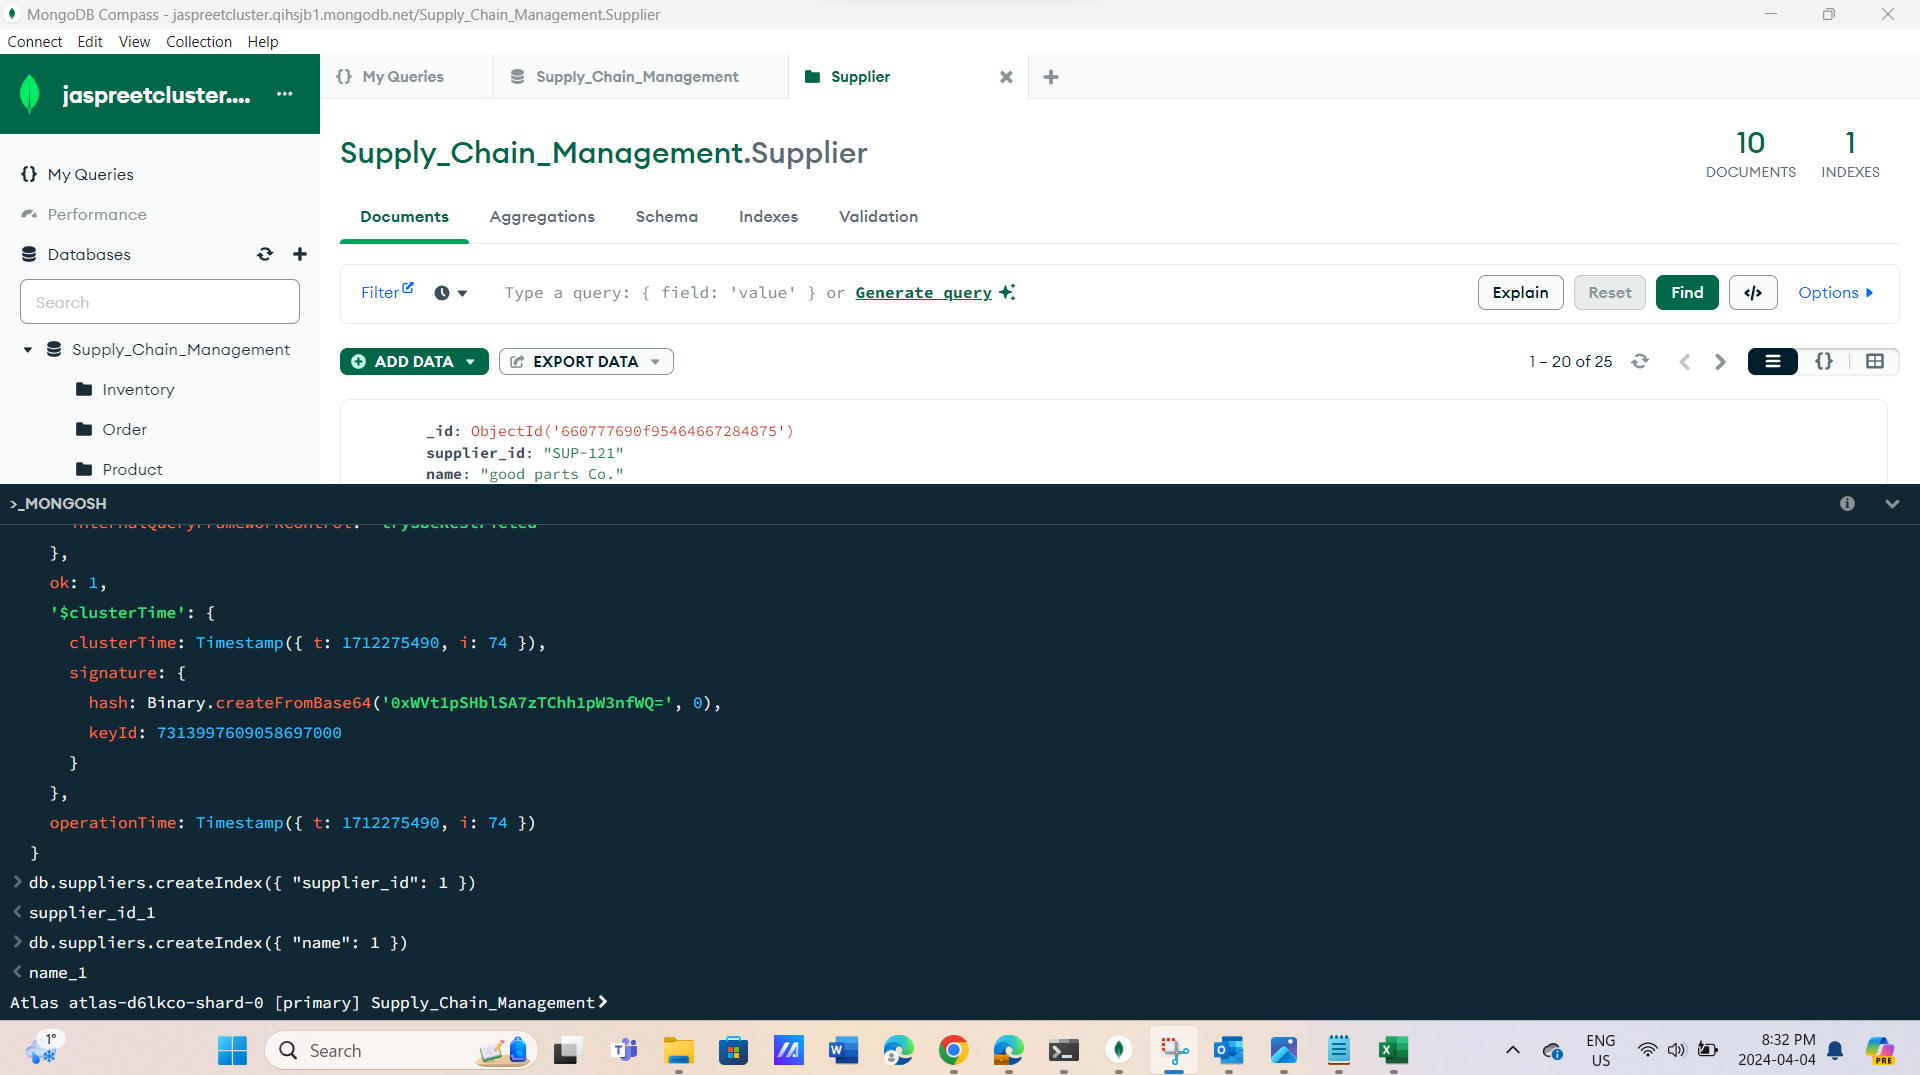 MongoDB Compass - jaspreetcluster.qihsjb1.mongodb.net/Supply_Chain_Management.Supplier
Connect Edit View Collection Help
jaspreetcluster.... ...
{} My Queries
Supply_Chain_Management
Supplier
My Queries
Performance
Databases
Search
Supply_Chain_Management
Inventory
Order
Product
Supply_Chain_Management.Supplier
10
DOCUMENTS
1
INDEXES
Documents Aggregations Schema Indexes Validation
Filter
Type a query: { field: 'value' } or Generate query
Explain Reset Find </> Options
ADD DATA EXPORT DATA
1 – 20 of 25
{}
_id: ObjectId('660777690f95464667284875')
supplier_id: "SUP-121"
name: "good parts Co."
>_MONGOSH
internalQueryFrameworkControl: 'trySbeRestricted'
},
ok: 1,
'$clusterTime': {
clusterTime: Timestamp({ t: 1712275490, i: 74 }),
signature: {
hash: Binary.createFromBase64('0xWVt1pSHblSA7zTChh1pW3nfWQ=', 0),
keyId: 7313997609058697000
}
},
operationTime: Timestamp({ t: 1712275490, i: 74 })
}
> db.suppliers.createIndex({ "supplier_id": 1 })
< supplier_id_1
> db.suppliers.createIndex({ "name": 1 })
< name_1
Atlas atlas-d6lkco-shard-0 [primary] Supply_Chain_Management>
1°
Search
ENG
US
8:32 PM
2024-04-04
PRE